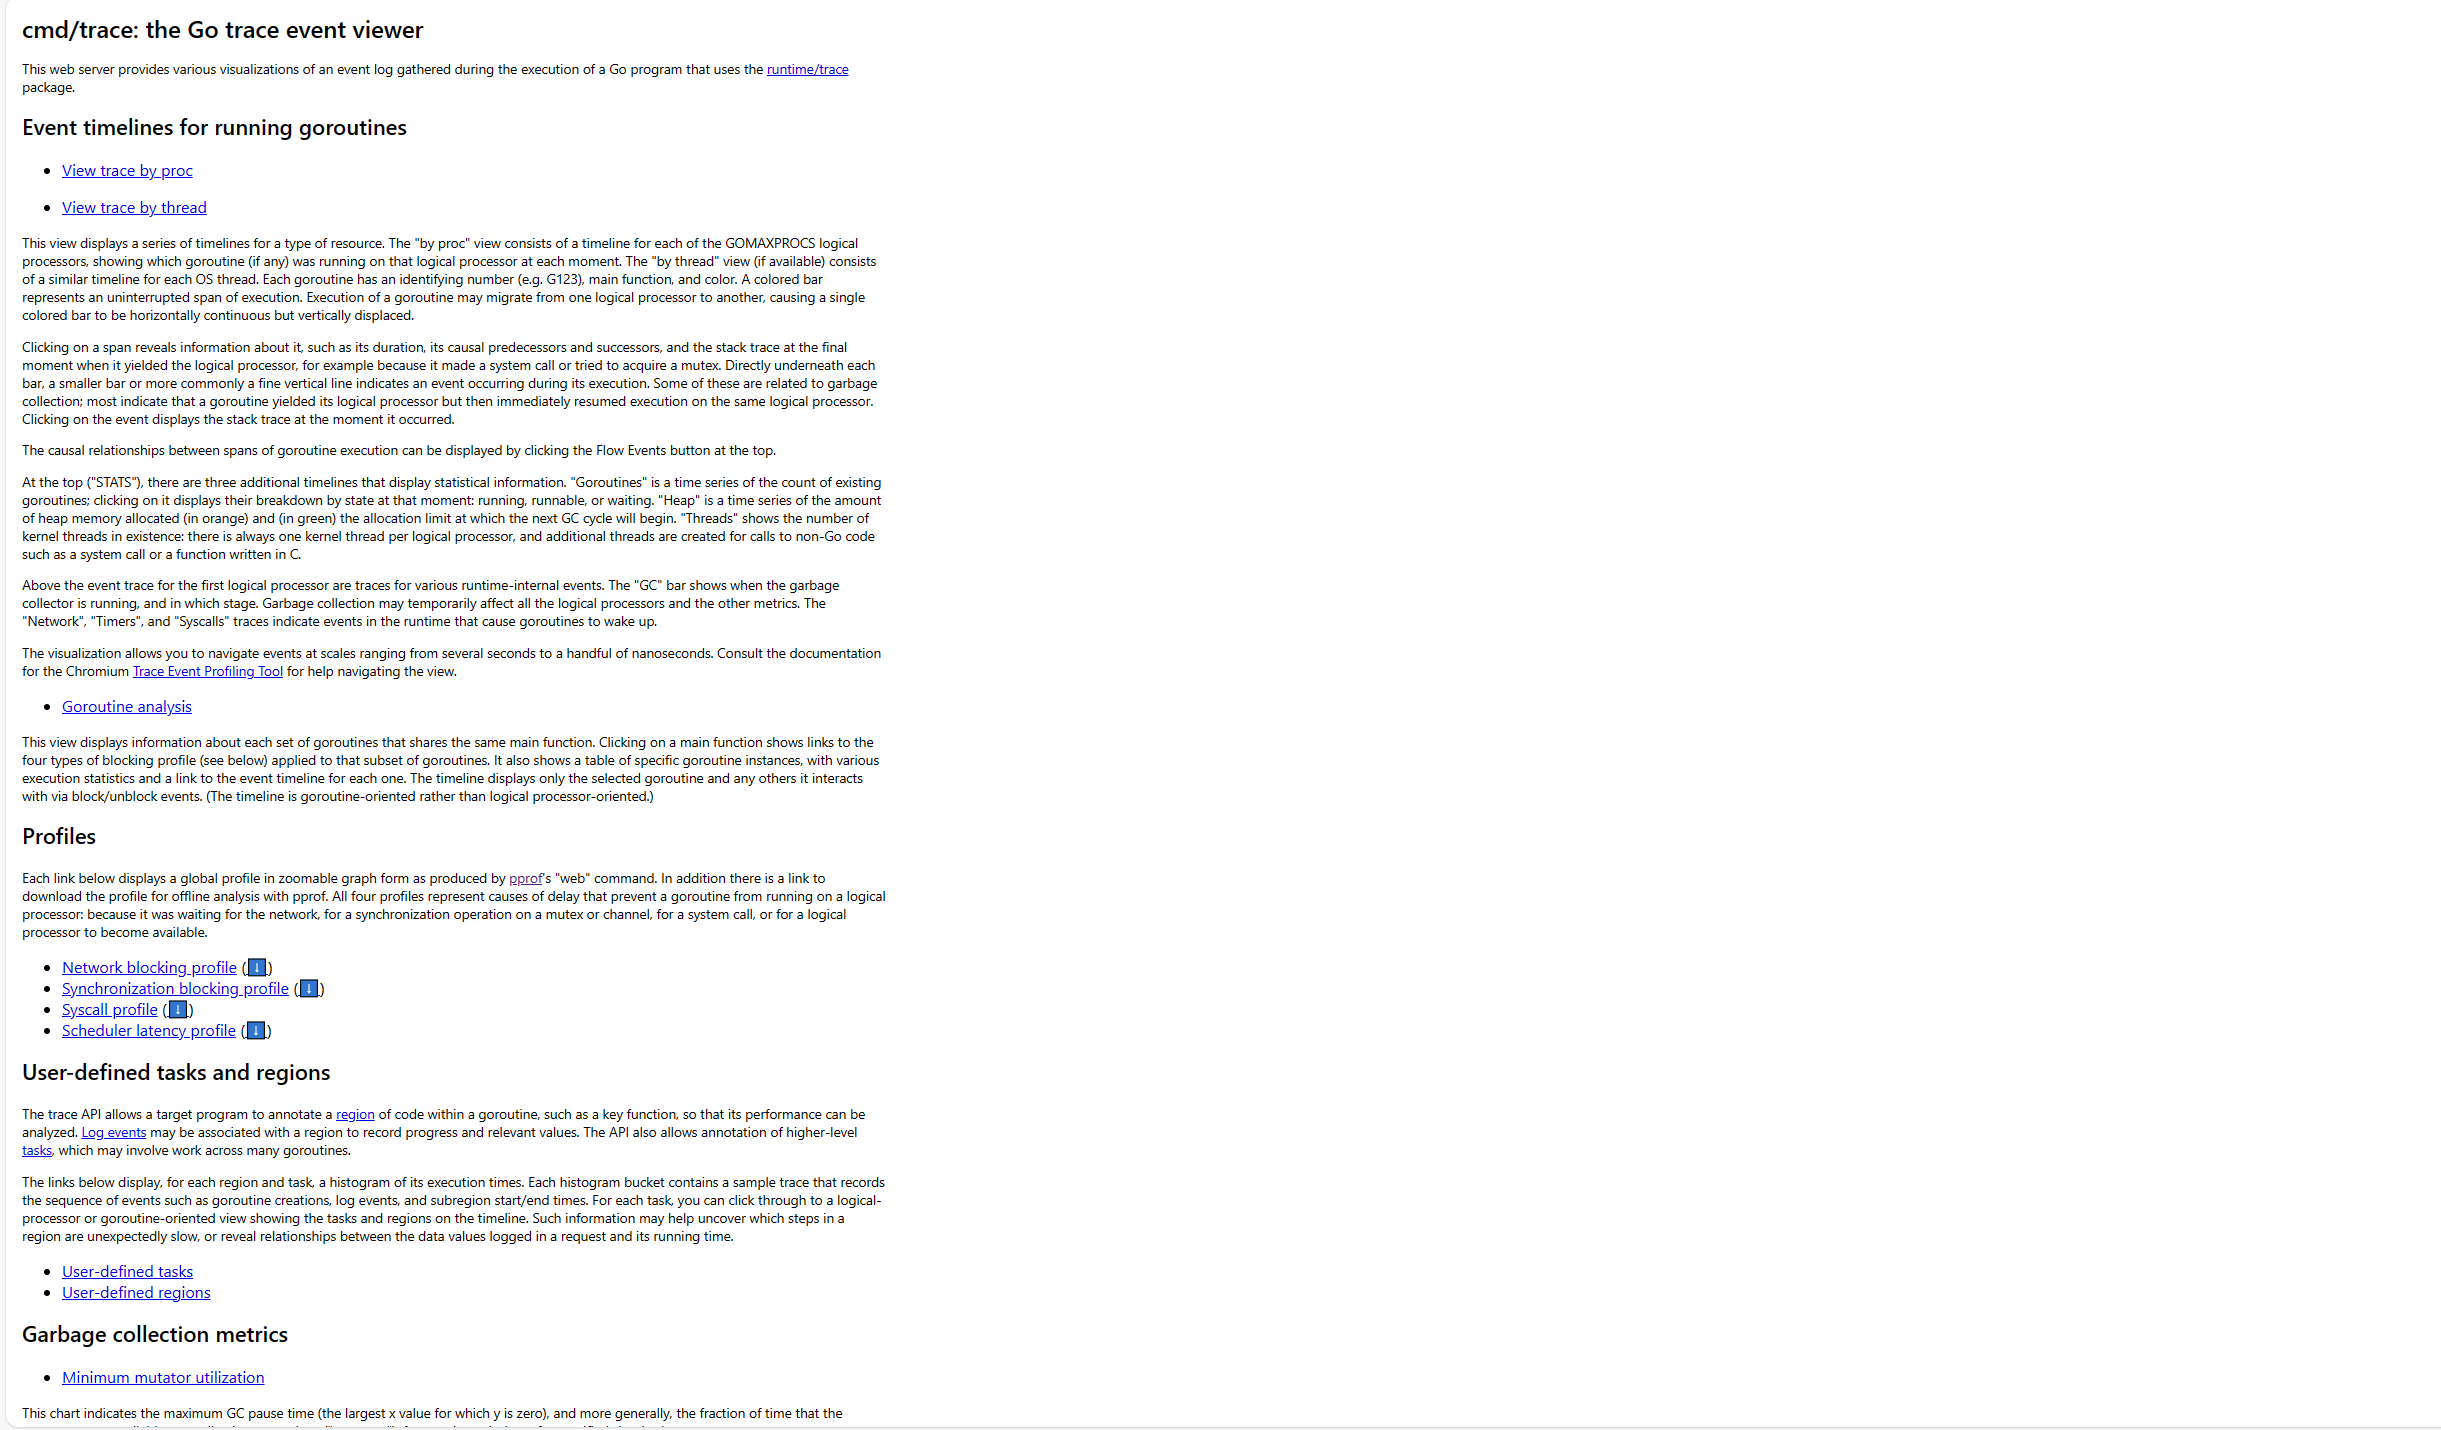 cmd/trace: the Go trace event viewer
This web server provides various visualizations of an event log gathered during the execution of a Go program that uses the runtime/trace
package.
Event timelines for running goroutines
• View trace by proc
• View trace by thread
This view displays a series of timelines for a type of resource. The "by proc" view consists of a timeline for each of the GOMAXPROCS logical
processors, showing which goroutine (if any) was running on that logical processor at each moment. The "by thread" view (if available) consists
of a similar timeline for each OS thread. Each goroutine has an identifying number (e.g. G123), main function, and color. A colored bar
represents an uninterrupted span of execution. Execution of a goroutine may migrate from one logical processor to another, causing a single
colored bar to be horizontally continuous but vertically displaced.
Clicking on a span reveals information about it, such as its duration, its causal predecessors and successors, and the stack trace at the final
moment when it yielded the logical processor, for example because it made a system call or tried to acquire a mutex. Directly underneath each
bar, a smaller bar or more commonly a fine vertical line indicates an event occurring during its execution. Some of these are related to garbage
collection; most indicate that a goroutine yielded its logical processor but then immediately resumed execution on the same logical processor.
Clicking on the event displays the stack trace at the moment it occurred.
The causal relationships between spans of goroutine execution can be displayed by clicking the Flow Events button at the top.
At the top ("STATS"), there are three additional timelines that display statistical information. "Goroutines" is a time series of the count of existing
goroutines; clicking on it displays their breakdown by state at that moment: running, runnable, or waiting. "Heap" is a time series of the amount
of heap memory allocated (in orange) and (in green) the allocation limit at which the next GC cycle will begin. "Threads" shows the number of
kernel threads in existence: there is always one kernel thread per logical processor, and additional threads are created for calls to non-Go code
such as a system call or a function written in C.
Above the event trace for the first logical processor are traces for various runtime-internal events. The "GC" bar shows when the garbage
collector is running, and in which stage. Garbage collection may temporarily affect all the logical processors and the other metrics. The
"Network", "Timers", and "Syscalls" traces indicate events in the runtime that cause goroutines to wake up.
The visualization allows you to navigate events at scales ranging from several seconds to a handful of nanoseconds. Consult the documentation
for the Chromium Trace Event Profiling Tool for help navigating the view.
• Goroutine analysis
This view displays information about each set of goroutines that shares the same main function. Clicking on a main function shows links to the
four types of blocking profile (see below) applied to that subset of goroutines. It also shows a table of specific goroutine instances, with various
execution statistics and a link to the event timeline for each one. The timeline displays only the selected goroutine and any others it interacts
with via block/unblock events. (The timeline is goroutine-oriented rather than logical processor-oriented.)
Profiles
Each link below displays a global profile in zoomable graph form as produced by pprof's "web" command. In addition there is a link to
download the profile for offline analysis with pprof. All four profiles represent causes of delay that prevent a goroutine from running on a logical
processor: because it was waiting for the network, for a synchronization operation on a mutex or channel, for a system call, or for a logical
processor to become available.
• Network blocking profile (⬇)
• Synchronization blocking profile (⬇)
• Syscall profile (⬇)
• Scheduler latency profile (⬇)
User-defined tasks and regions
The trace API allows a target program to annotate a region of code within a goroutine, such as a key function, so that its performance can be
analyzed. Log events may be associated with a region to record progress and relevant values. The API also allows annotation of higher-level
tasks, which may involve work across many goroutines.
The links below display, for each region and task, a histogram of its execution times. Each histogram bucket contains a sample trace that records
the sequence of events such as goroutine creations, log events, and subregion start/end times. For each task, you can click through to a logical-
processor or goroutine-oriented view showing the tasks and regions on the timeline. Such information may help uncover which steps in a
region are unexpectedly slow, or reveal relationships between the data values logged in a request and its running time.
• User-defined tasks
• User-defined regions
Garbage collection metrics
• Minimum mutator utilization
This chart indicates the maximum GC pause time (the largest x value for which y is zero), and more generally, the fraction of time that the